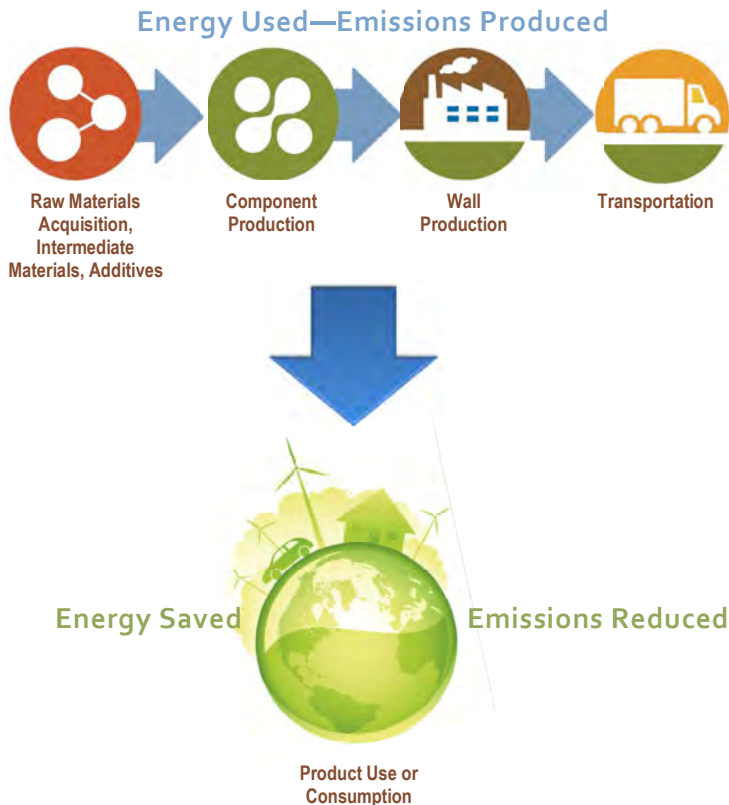 Energy Used—Emissions Produced
Raw Materials
Acquisition,
Intermediate
Materials, Additives
Component
Production
Wall
Production
Transportation
Energy Saved
Emissions Reduced
Product Use or
Consumption